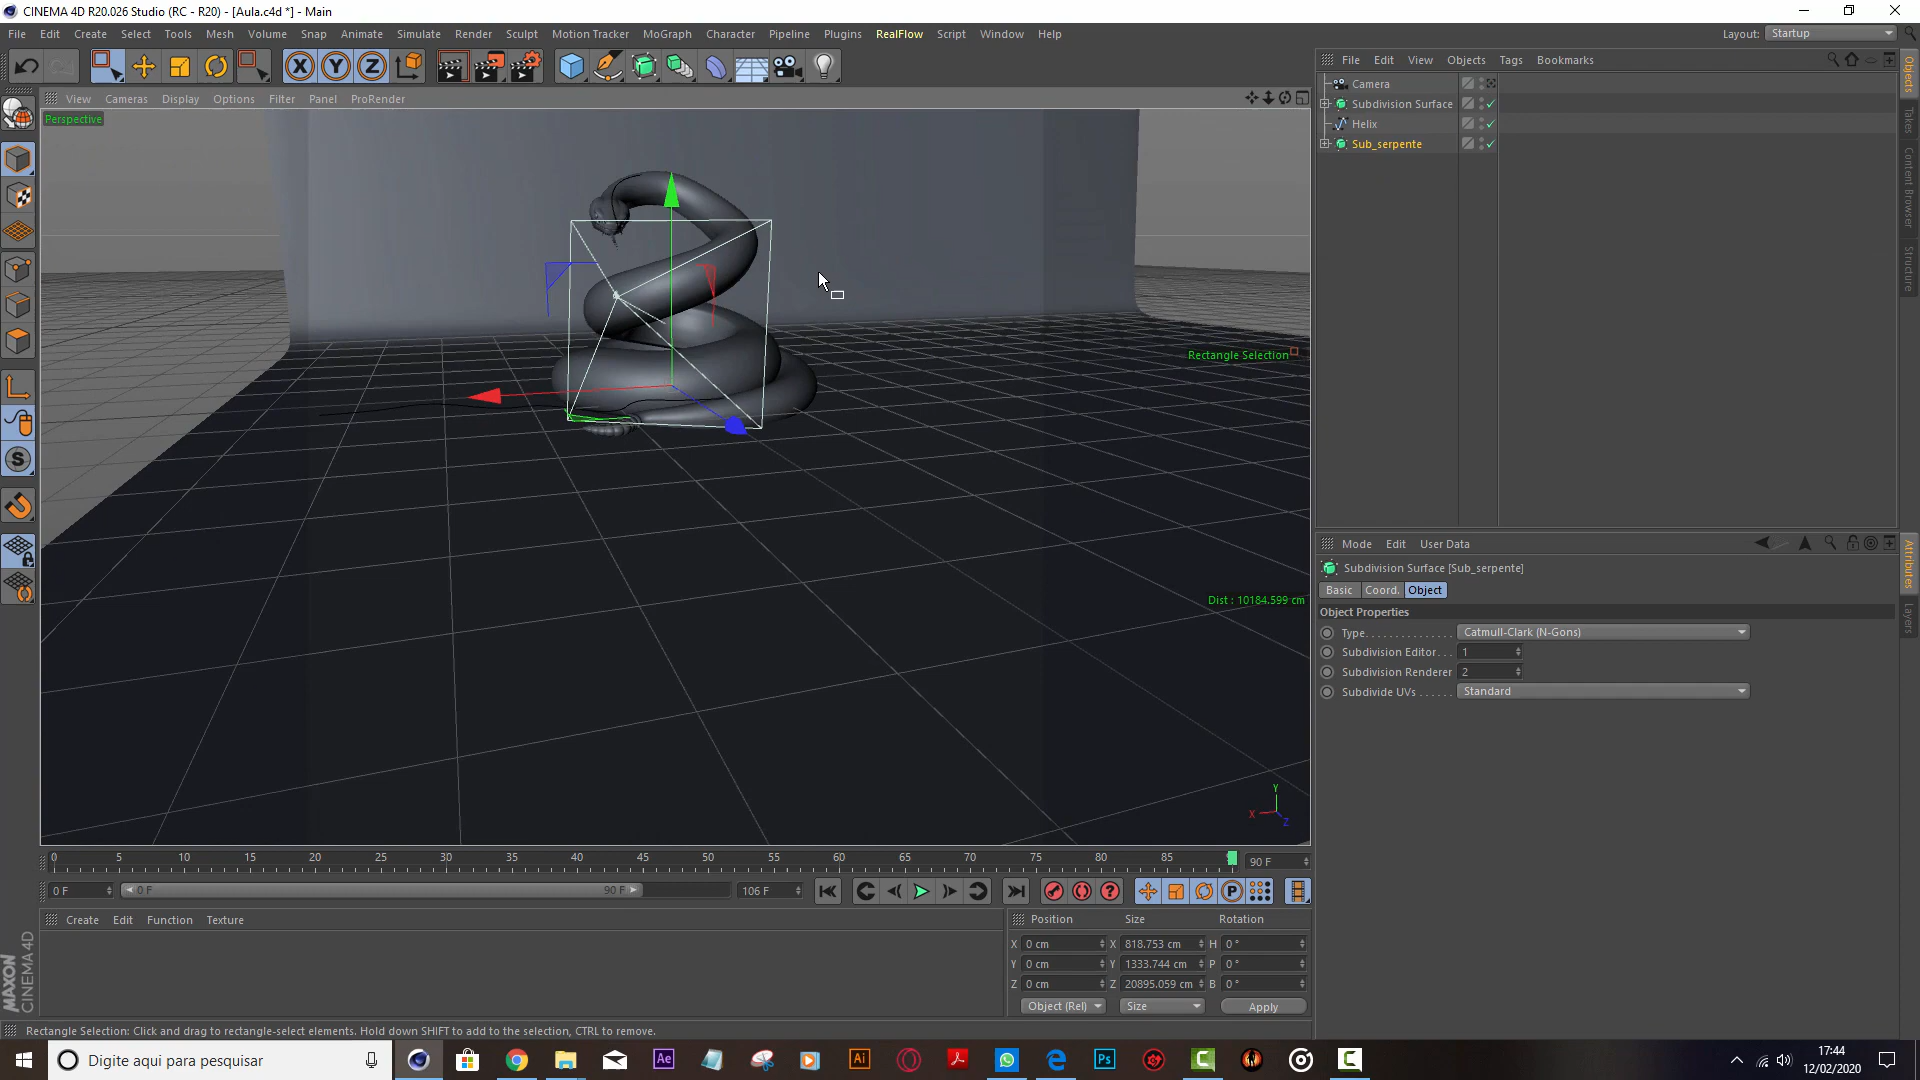 CINEMA 4D R20.026 Studio (RC - R20) - [Aula.c4d *] - Main
File Edit Create Select Tools Mesh Volume Snap Animate Simulate Render Sculpt Motion Tracker MoGraph Character Pipeline Plugins RealFlow Script Window Help Layout: Startup
File Edit View Objects Tags Bookmarks
View Cameras Display Options Filter Panel ProRender
Perspective
Camera
Subdivision Surface
Helix
Sub_serpente
Objects
Takes
Content Browser
Structure
Rectangle Selection
Dist : 10184.599 cm
Mode Edit User Data
Subdivision Surface [Sub_serpente]
Basic Coord. Object
Object Properties
Type. . . . . . . . . . . . . . . Catmull-Clark (N-Gons)
Subdivision Editor. . . 1
Subdivision Renderer 2
Subdivide UVs . . . . . . Standard
Attributes
Layers
Y
X
Z
0 5 10 15 20 25 30 35 40 45 50 55 60 65 70 75 80 85 90 F
0 F 0 F 90 F 106 F
Create Edit Function Texture
Position Size Rotation
X 0 cm X 818.753 cm H 0 °
Y 0 cm Y 1333.744 cm P 0 °
Z 0 cm Z 20895.059 cm B 0 °
Object (Rel) Size Apply
MAXON
CINEMA 4D
Rectangle Selection: Click and drag to rectangle-select elements. Hold down SHIFT to add to the selection, CTRL to remove.
Digite aqui para pesquisar
17:44
12/02/2020